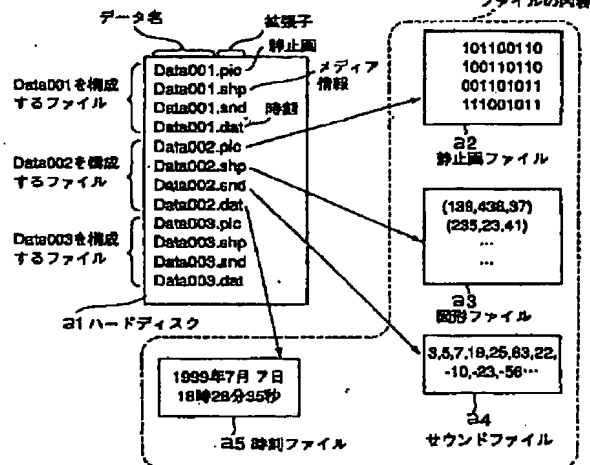 データ名
拡張子
ファイルの内容
静止画
Data001.pic
Data001.shp
メディア
情報
Data001.snd
Data001.dat
時刻
Data001を構成
するファイル
Data002.pic
Data002.shp
Data002.snd
Data002.dat
Data002を構成
するファイル
Data003.pic
Data003.shp
Data003.snd
Data003.dat
Data003を構成
するファイル
a1 ハードディスク
101100110
100110110
001101011
111001011
a2
静止画ファイル
(138,438,37)
(235,23,41)
...
...
a3
図形ファイル
3,5,7,19,25,63,22,
-10,-23,-56…
a4
サウンドファイル
1999年7月7日
18時28分35秒
a5 時刻ファイル